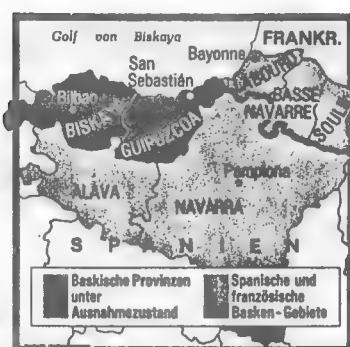 Golf von Biskaya
FRANKR.
Bayonne
San
Sebastián
LABOURD
Bilbao
BASSE
NAVARRE
SOULE
BISKAYA
GUIPUZCOA
Pamplona
ALAVA
NAVARRA
SPANIEN
Baskische Provinzen
unter
Ausnahmezustand
Spanische und
französische
Basken-Gebiete